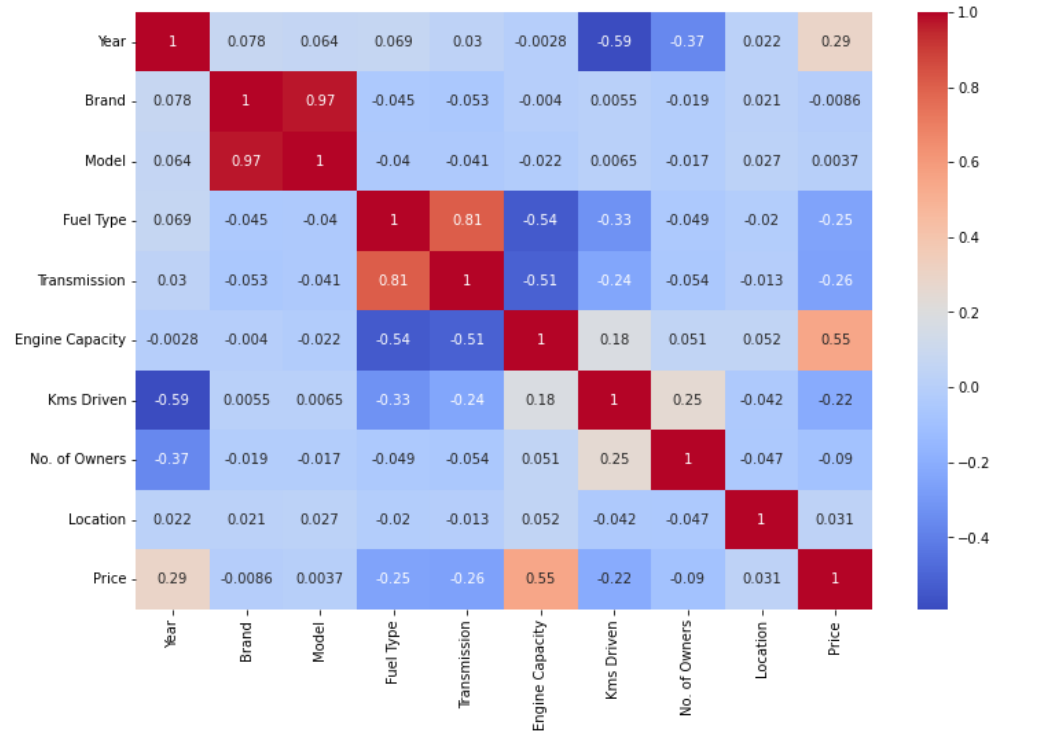 Year 1 0.078 0.064 0.069 0.03 -0.0028 -0.59 -0.37 0.022 0.29
Brand 0.078 1 0.97 -0.045 -0.053 -0.004 0.0055 -0.019 0.021 -0.0086
Model 0.064 0.97 1 -0.04 -0.041 -0.022 0.0065 -0.017 0.027 0.0037
Fuel Type 0.069 -0.045 -0.04 1 0.81 -0.54 -0.33 -0.049 -0.02 -0.25
Transmission 0.03 -0.053 -0.041 0.81 1 -0.51 -0.24 -0.054 -0.013 -0.26
Engine Capacity -0.0028 -0.004 -0.022 -0.54 -0.51 1 0.18 0.051 0.052 0.55
Kms Driven -0.59 0.0055 0.0065 -0.33 -0.24 0.18 1 0.25 -0.042 -0.22
No. of Owners -0.37 -0.019 -0.017 -0.049 -0.054 0.051 0.25 1 -0.047 -0.09
Location 0.022 0.021 0.027 -0.02 -0.013 0.052 -0.042 -0.047 1 0.031
Price 0.29 -0.0086 0.0037 -0.25 -0.26 0.55 -0.22 -0.09 0.031 1
Year
Brand
Model
Fuel Type
Transmission
Engine Capacity
Kms Driven
No. of Owners
Location
Price
1.0
0.8
0.6
0.4
0.2
0.0
−0.2
−0.4